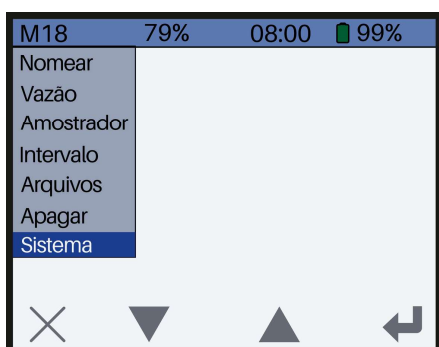 M18 79% 08:00 99%
Nomear
Vazão
Amostrador
Intervalo
Arquivos
Apagar
Sistema